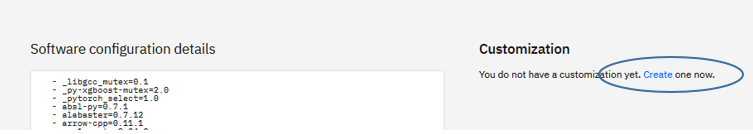 Software configuration details
Customization
You do not have a customization yet. Create one now.
- _libgcc_mutex=0.1
- _py-xgboost-mutex=2.0
- _pytorch_select=1.0
- absl-py=0.7.1
- alabaster=0.7.12
- arrow-cpp=0.11.1